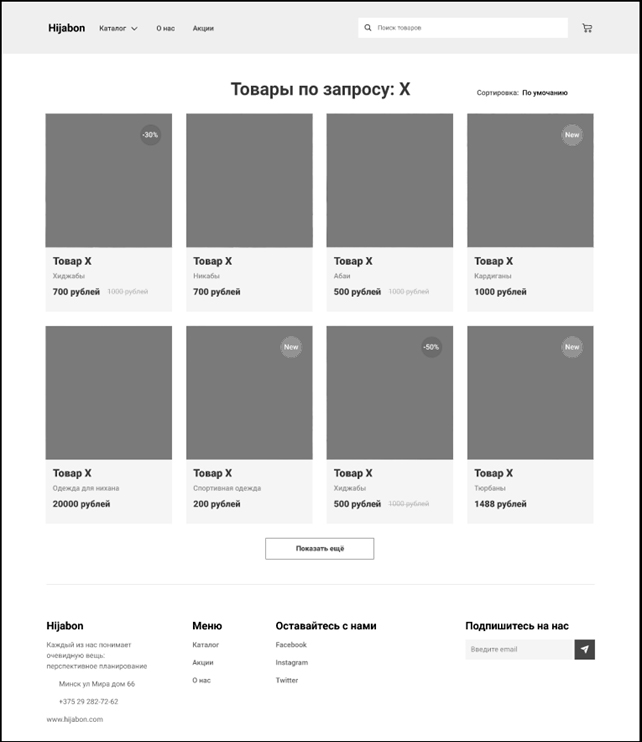 Hijabon Каталог О нас Акции Поиск товаров
Товары по запросу: X
Сортировка: По умочанию
-30%
New
Товар X
Хиджабы
700 рублей 1000 рублей
Товар X
Никабы
700 рублей
Товар X
Абаи
500 рублей 1000 рублей
Товар X
Кардиганы
1000 рублей
New
-50%
New
Товар X
Одежда для никаха
20000 рублей
Товар X
Спортивная одежда
200 рублей
Товар X
Хиджабы
500 рублей 1000 рублей
Товар X
Тюрбаны
1488 рублей
Показать ещё
Hijabon
Каждый из нас понимает
очевидную вещь:
перспективное планирование
Минск ул Мира дом 66
+375 29 282-72-62
www.hijabon.com
Меню
Каталог
Акции
О нас
Оставайтесь с нами
Facebook
Instagram
Twitter
Подпишитесь на нас
Введите email